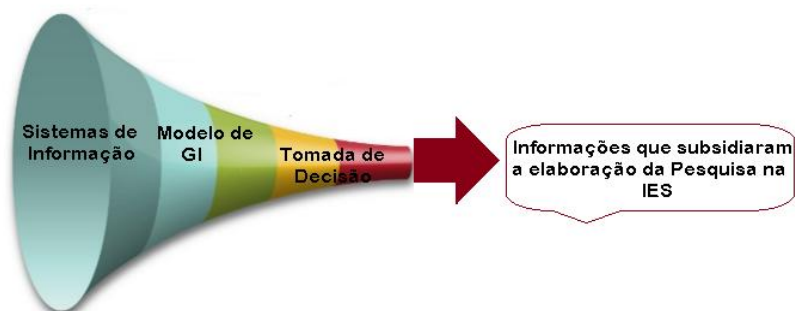 Sistemas de
Informação
Modelo de
GI
Tomada de
Decisão
Informações que subsidiaram
a elaboração da Pesquisa na
IES